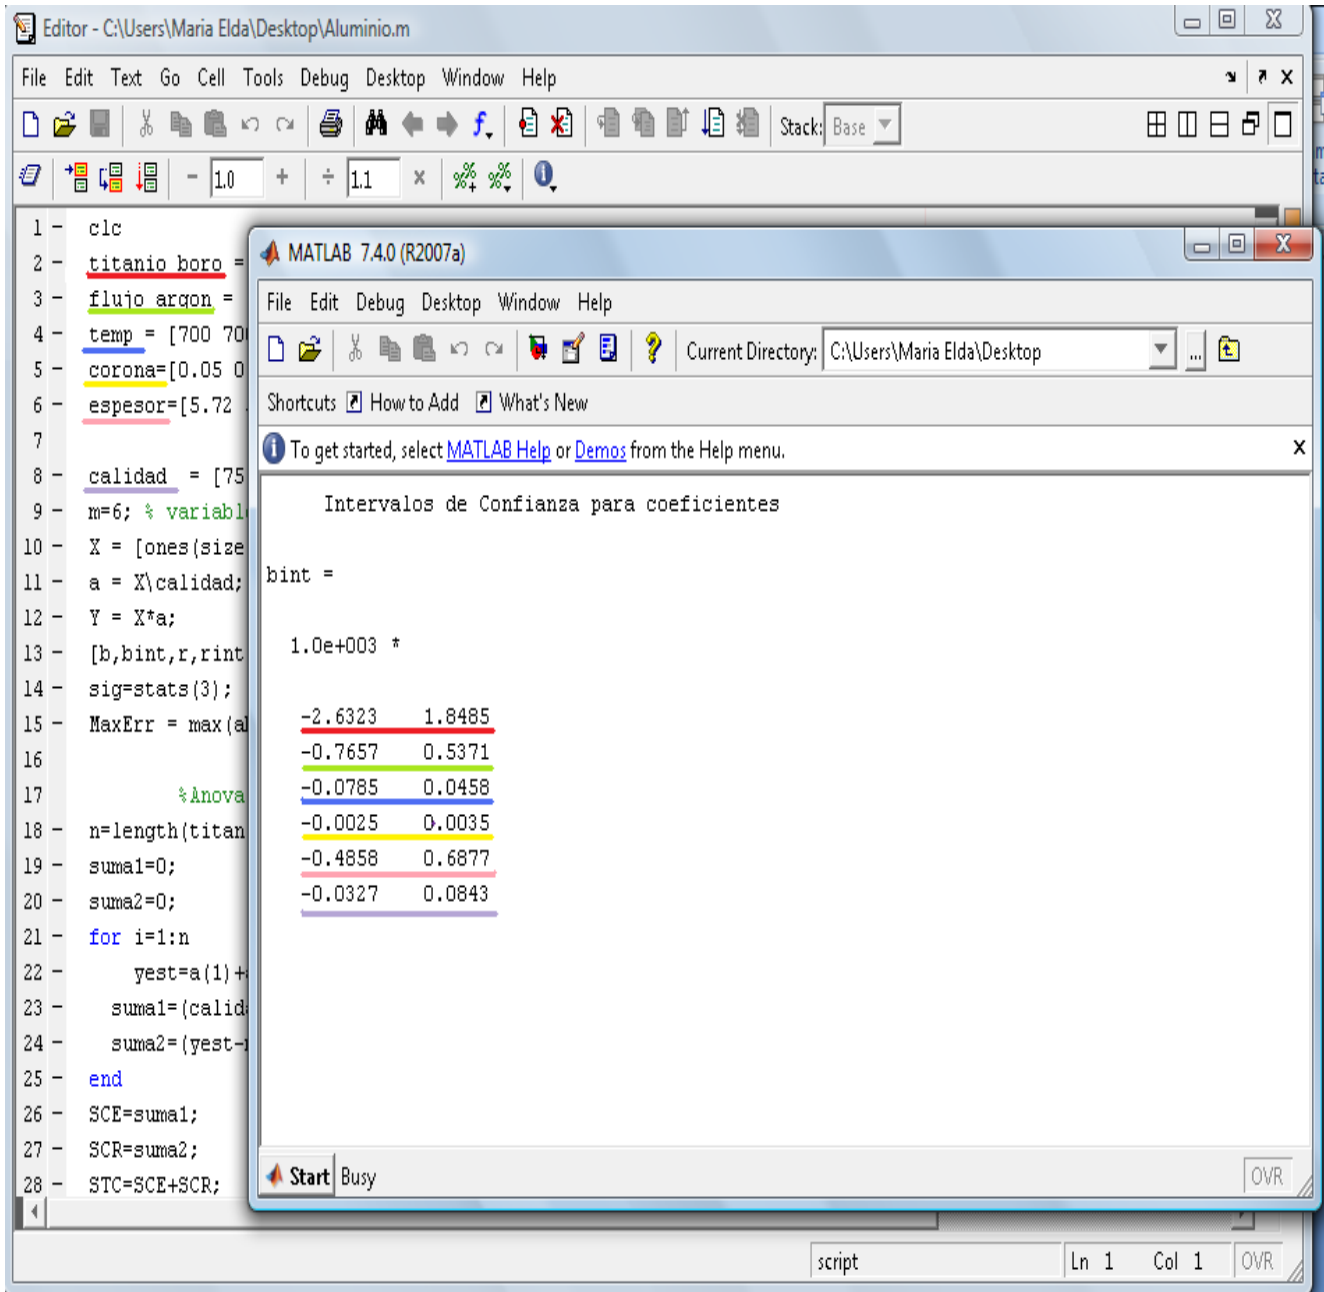 Editor - C:\Users\Maria Elda\Desktop\Aluminio.m
File Edit Text Go Cell Tools Debug Desktop Window Help
Stack: Base
- 1.0 + ÷ 1.1 ×
1 - clc
2 - titanio boro =
3 - flujo argon =
4 - temp = [700 70
5 - corona=[0.05 0
6 - espesor=[5.72
7
8 - calidad = [75
9 - m=6; % variabl
10 - X = [ones(size
11 - a = X\calidad;
12 - Y = X*a;
13 - [b,bint,r,rint
14 - sig=stats(3);
15 - MaxErr = max(a
16
17 %Anova
18 - n=length(titan
19 - suma1=0;
20 - suma2=0;
21 - for i=1:n
22 - yest=a(1)+
23 - suma1=(calid
24 - suma2=(yest-
25 - end
26 - SCE=suma1;
27 - SCR=suma2;
28 - STC=SCE+SCR;
script Ln 1 Col 1 OVR
MATLAB 7.4.0 (R2007a)
File Edit Debug Desktop Window Help
Current Directory: C:\Users\Maria Elda\Desktop
Shortcuts How to Add What's New
To get started, select MATLAB Help or Demos from the Help menu.
Intervalos de Confianza para coeficientes
bint =
1.0e+003 *
-2.6323 1.8485
-0.7657 0.5371
-0.0785 0.0458
-0.0025 0.0035
-0.4858 0.6877
-0.0327 0.0843
Start Busy OVR